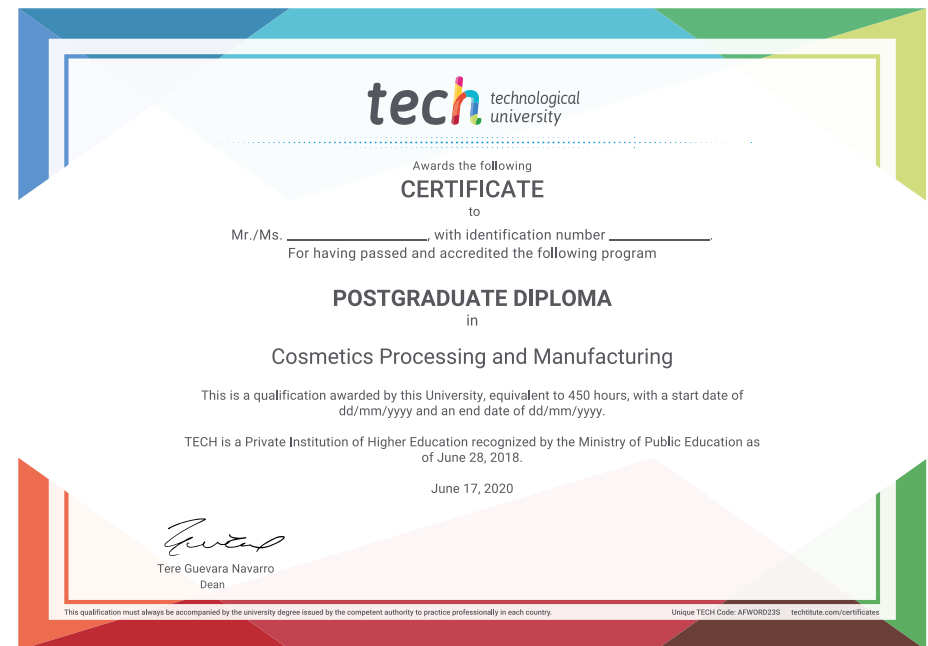 tech technological
university
Awards the following
CERTIFICATE
to
Mr./Ms. ____________, with identification number ____________.
For having passed and accredited the following program
POSTGRADUATE DIPLOMA
in
Cosmetics Processing and Manufacturing
This is a qualification awarded by this University, equivalent to 450 hours, with a start date of
dd/mm/yyyy and an end date of dd/mm/yyyy.
TECH is a Private Institution of Higher Education recognized by the Ministry of Public Education as
of June 28, 2018.
June 17, 2020
Tere Guevara Navarro
Dean
This qualification must always be accompanied by the university degree issued by the competent authority to practice professionally in each country.
Unique TECH Code: AFWORD23S techtitute.com/certificates